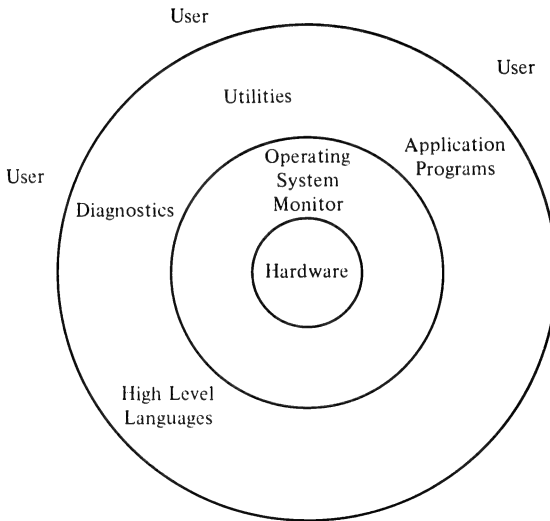 User
User
Utilities
Application
Programs
Operating
System
Monitor
User
Diagnostics
Hardware
High Level
Languages